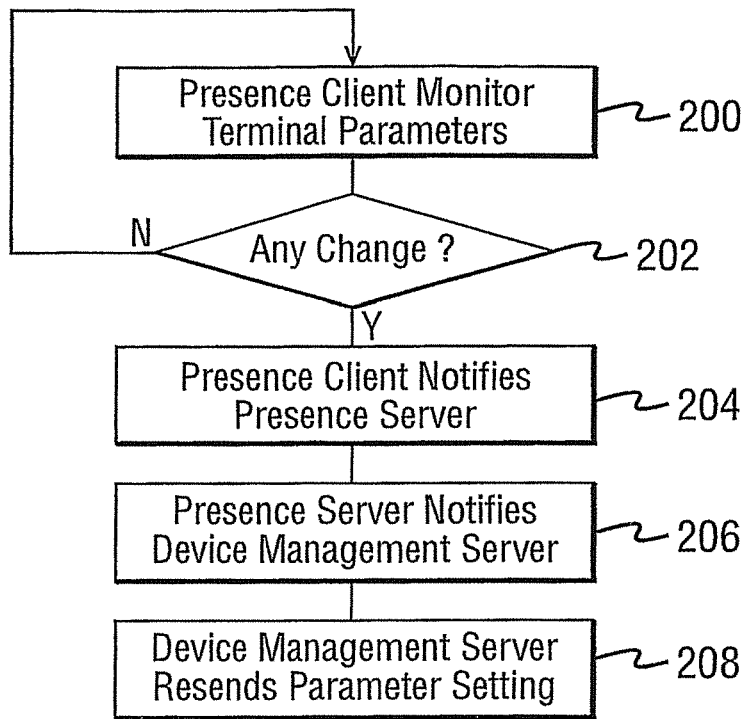 Presence Client Monitor
Terminal Parameters
200
N
Any Change ?
202
Y
Presence Client Notifies
Presence Server
204
Presence Server Notifies
Device Management Server
206
Device Management Server
Resends Parameter Setting
208